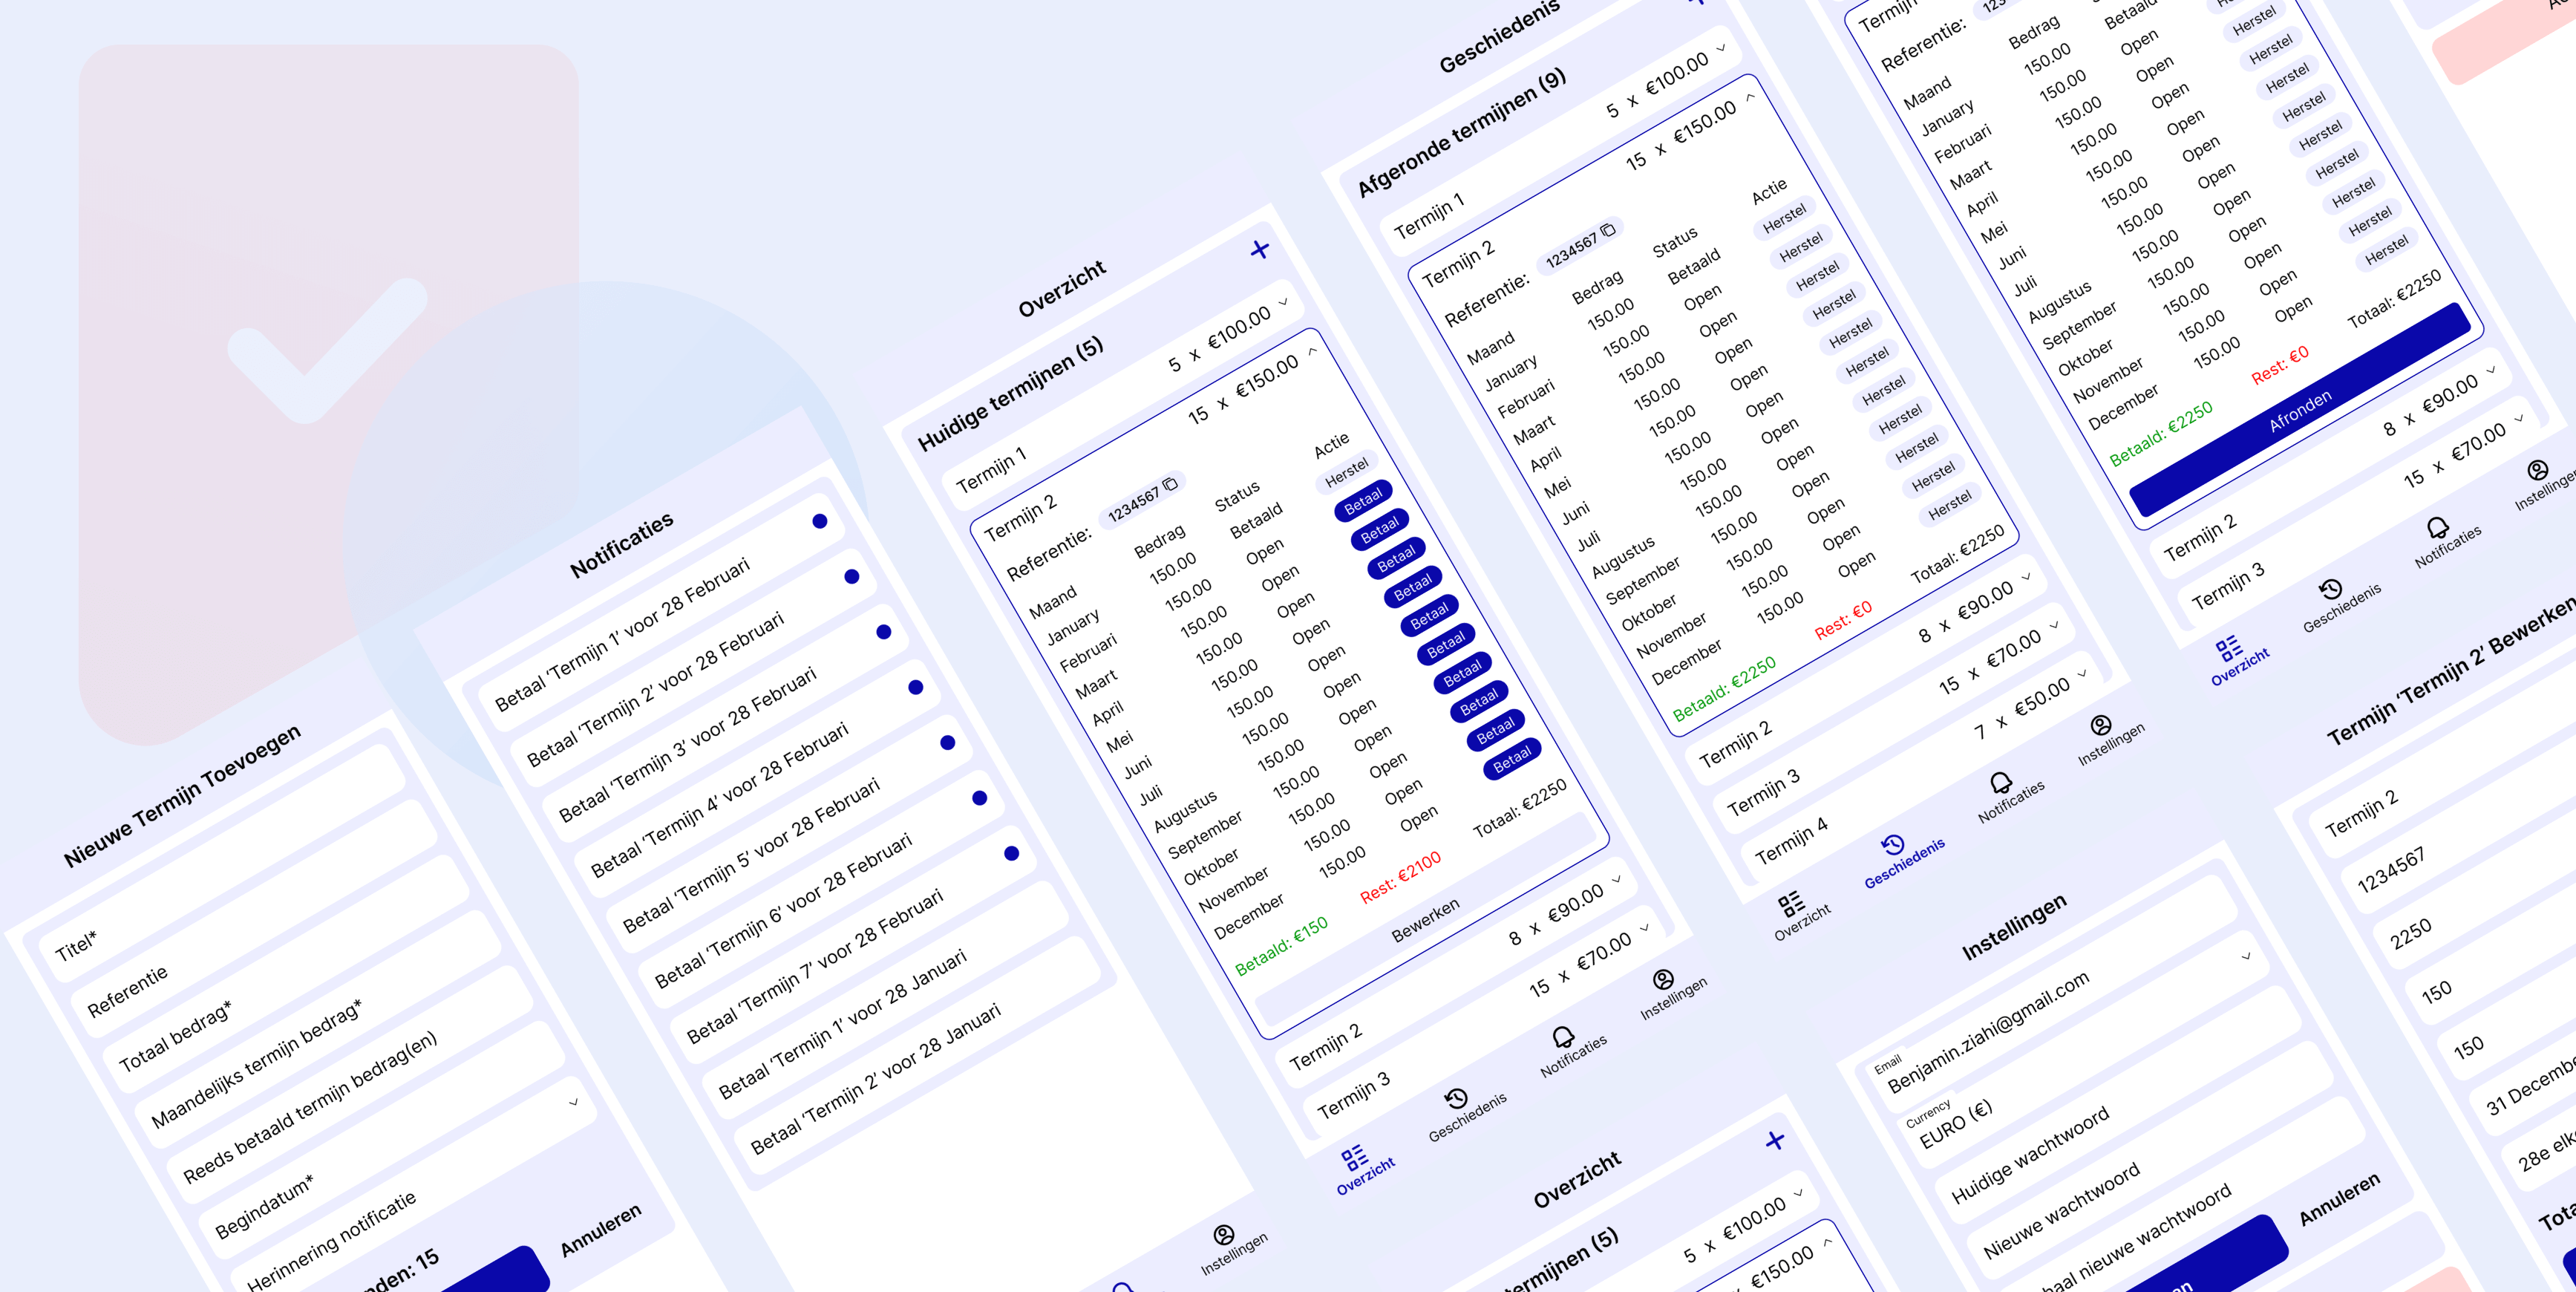 Nieuwe Termijn Toevoegen
Titel*
Referentie
Totaal bedrag*
Maandelijks termijn bedrag*
Reeds betaald termijn bedrag(en)
Begindatum*
Herinnering notificatie
nden: 15
Annuleren
Notificaties
Betaal ‘Termijn 1’ voor 28 Februari
Betaal ‘Termijn 2’ voor 28 Februari
Betaal ‘Termijn 3’ voor 28 Februari
Betaal ‘Termijn 4’ voor 28 Februari
Betaal ‘Termijn 5’ voor 28 Februari
Betaal ‘Termijn 6’ voor 28 Februari
Betaal ‘Termijn 7’ voor 28 Februari
Betaal ‘Termijn 1’ voor 28 Januari
Betaal ‘Termijn 2’ voor 28 Januari
Instellingen
Overzicht
Huidige termijnen (5)
Termijn 1 5 x €100.00
Termijn 2 15 x €150.00
Referentie: 1234567
Maand Bedrag Status Actie
January 150.00 Betaald Herstel
Februari 150.00 Open Betaal
Maart 150.00 Open Betaal
April 150.00 Open Betaal
Mei 150.00 Open Betaal
Juni 150.00 Open Betaal
Juli 150.00 Open Betaal
Augustus 150.00 Open Betaal
September 150.00 Open Betaal
Oktober 150.00 Open Betaal
November 150.00 Open Betaal
December 150.00 Open
Betaald: €150 Rest: €2100 Totaal: €2250
Bewerken
Termijn 2 8 x €90.00
Termijn 3 15 x €70.00
Overzicht Geschiedenis Notificaties Instellingen
Geschiedenis
Afgeronde termijnen (9)
Termijn 1 5 x €100.00
Termijn 2 15 x €150.00
Referentie: 1234567
Maand Bedrag Status Actie
January 150.00 Betaald Herstel
Februari 150.00 Open Herstel
Maart 150.00 Open Herstel
April 150.00 Open Herstel
Mei 150.00 Open Herstel
Juni 150.00 Open Herstel
Juli 150.00 Open Herstel
Augustus 150.00 Open Herstel
September 150.00 Open Herstel
Oktober 150.00 Open Herstel
November 150.00 Open Herstel
December 150.00 Open
Betaald: €2250 Rest: €0 Totaal: €2250
Termijn 2 8 x €90.00
Termijn 3 15 x €70.00
Termijn 4 7 x €50.00
Overzicht Geschiedenis Notificaties Instellingen
Termijn
Referentie: 123
Maand Bedrag
January 150.00 Betaald
Februari 150.00 Open
Maart 150.00 Open Herstel
April 150.00 Open Herstel
Mei 150.00 Open Herstel
Juni 150.00 Open Herstel
Juli 150.00 Open Herstel
Augustus 150.00 Open Herstel
September 150.00 Open Herstel
Oktober 150.00 Open Herstel
November 150.00 Open Herstel
December 150.00 Open
Betaald: €2250 Rest: €0 Totaal: €2250
Afronden
Termijn 2 8 x €90.00
Termijn 3 15 x €70.00
Overzicht Geschiedenis Notificaties Instellingen
Overzicht
ermijnen (5)
5 x €100.00
x €150.00
Instellingen
Email
Benjamin.ziahi@gmail.com
Currency
EURO (€)
Huidige wachtwoord
Nieuwe wachtwoord
haal nieuwe wachtwoord
Annuleren
Termijn ‘Termijn 2’ Bewerken
Termijn 2
1234567
2250
150
150
31 Decembe
28e elk
Tota